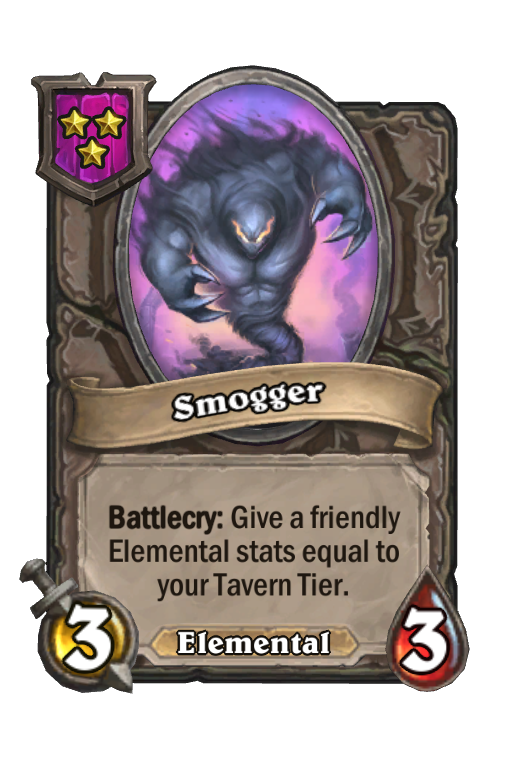 Smogger
Battlecry: Give a friendly
Elemental stats equal to
your Tavern Tier.
3
Elemental
3